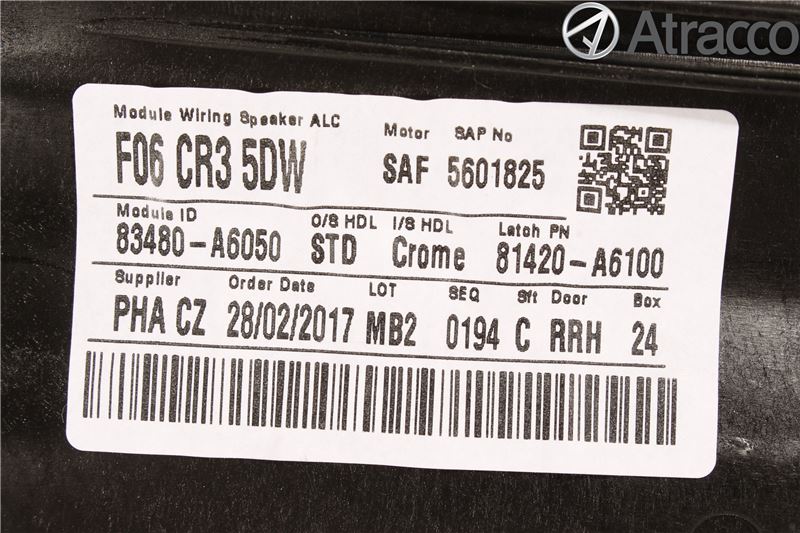 Atracco
Module Wiring Speaker ALC Motor SAP No
F06 CR3 5DW SAF 5601825
Module ID O/S HDL I/S HDL Latch PN
83480-A6050 STD Crome 81420-A6100
Supplier Order Date LOT SEQ Sft Door Box
PHA CZ 28/02/2017 MB2 0194 C RRH 24